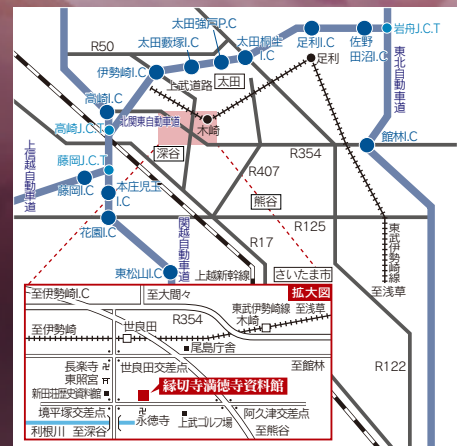 太田強戸P.C
太田藪塚I.C
太田桐生
I.C
足利I.C
佐野
田沼I.C
岩舟J.C.T
R50
伊勢崎I.C
上武道路
太田
足利
東北自動車道
高崎I.C
北関東自動車道
木崎
高崎J.C.T
館林I.C
上信越自動車道
藤岡J.C.T
深谷
R354
R407
藤岡I.C
本庄児玉
I.C
熊谷
花園I.C
関越自動車道
R125
東武伊勢崎線
R17
東松山I.C
上越新幹線
さいたま市
至浅草
拡大図
至伊勢崎I.C
至大間々
R354
東武伊勢崎線
至浅草
木崎
至伊勢崎
世良田
尾島庁舎
長楽寺
世良田交差点
至館林
東照宮
新田荘歴史資料館
縁切寺満徳寺資料館
境平塚交差点
永徳寺
上武ゴルフ場
阿久津交差点
利根川
至深谷
至熊谷
R122